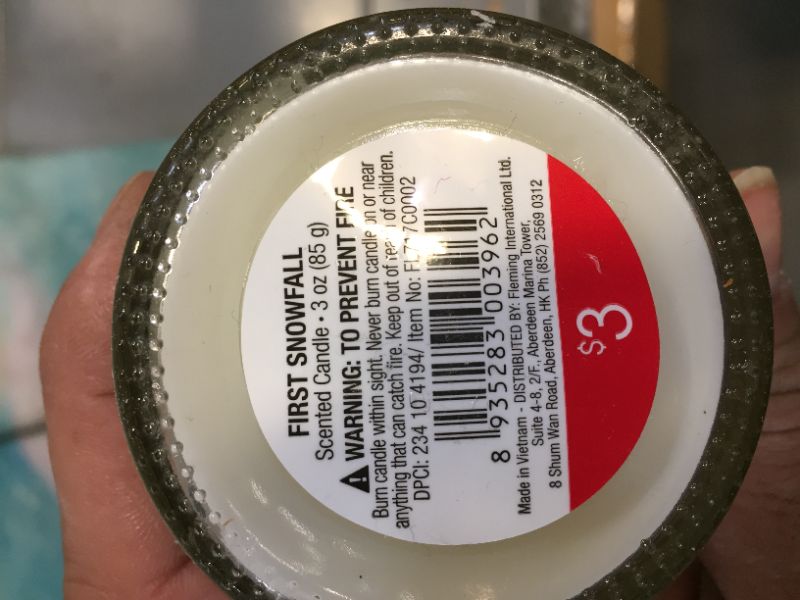 FIRST SNOWFALL
Scented Candle • 3 oz (85 g)
⚠ WARNING: TO PREVENT FIRE
Burn candle within sight. Never burn candle on or near
anything that can catch fire. Keep out of reach of children.
DPCI: 234 10 4194/ Item No:
8 935283 003962
Made in Vietnam - DISTRIBUTED BY: Fleming International Ltd.
Suite 4-8, 2/F., Aberdeen Marina Tower,
8 Shum Wan Road, Aberdeen, HK Ph (852) 2569 0312
$3